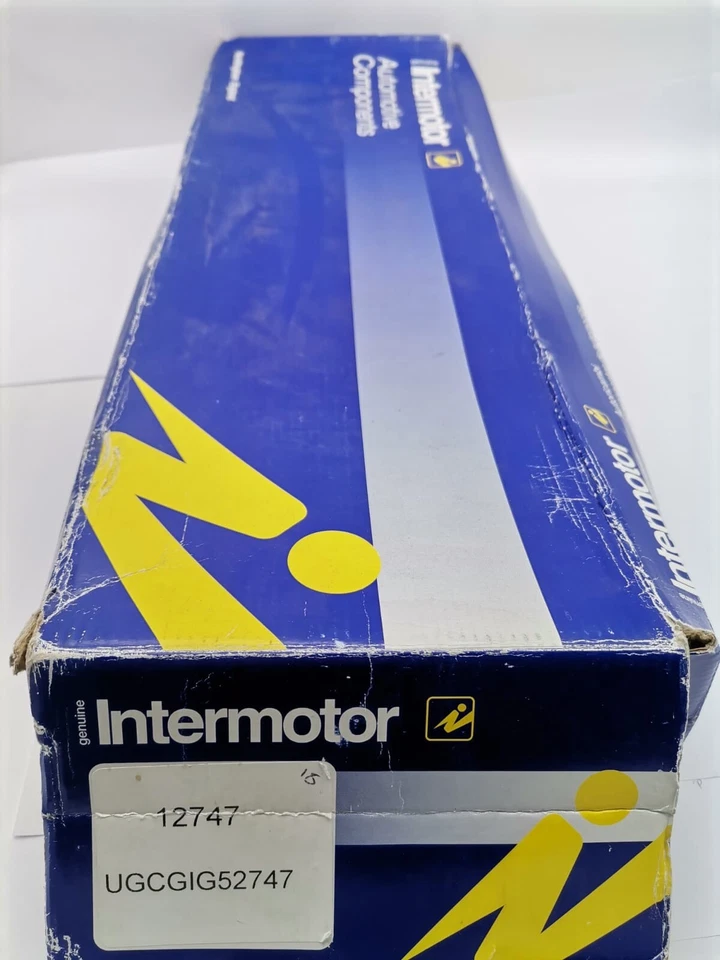 Intermotor
Automotive
Components
Intermotor
genuine
Intermotor
15
12747
UGCGIG52747